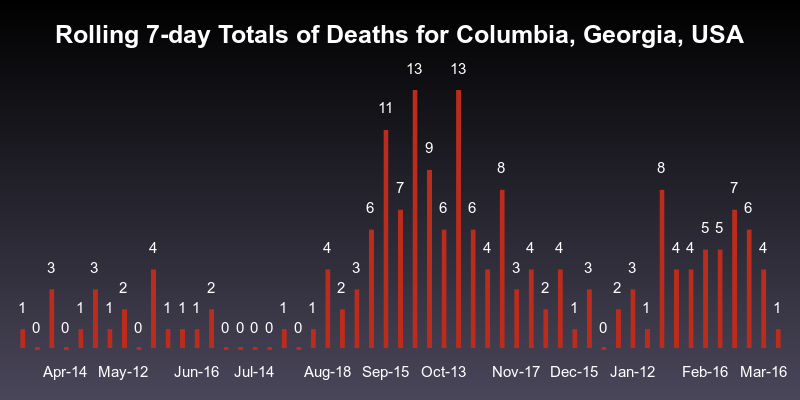 Rolling 7-day Totals of Deaths for Columbia, Georgia, USA
1 0 3 0 1 3 1 2 0 4 1 1 1 2 0 0 0 0 1 0 1 4 2 3 6 11 7 13 9 6 13 6 4 8 3 4 2 4 1 3 0 2 3 1 8 4 4 5 5 7 6 4 1
Apr-14 May-12 Jun-16 Jul-14 Aug-18 Sep-15 Oct-13 Nov-17 Dec-15 Jan-12 Feb-16 Mar-16